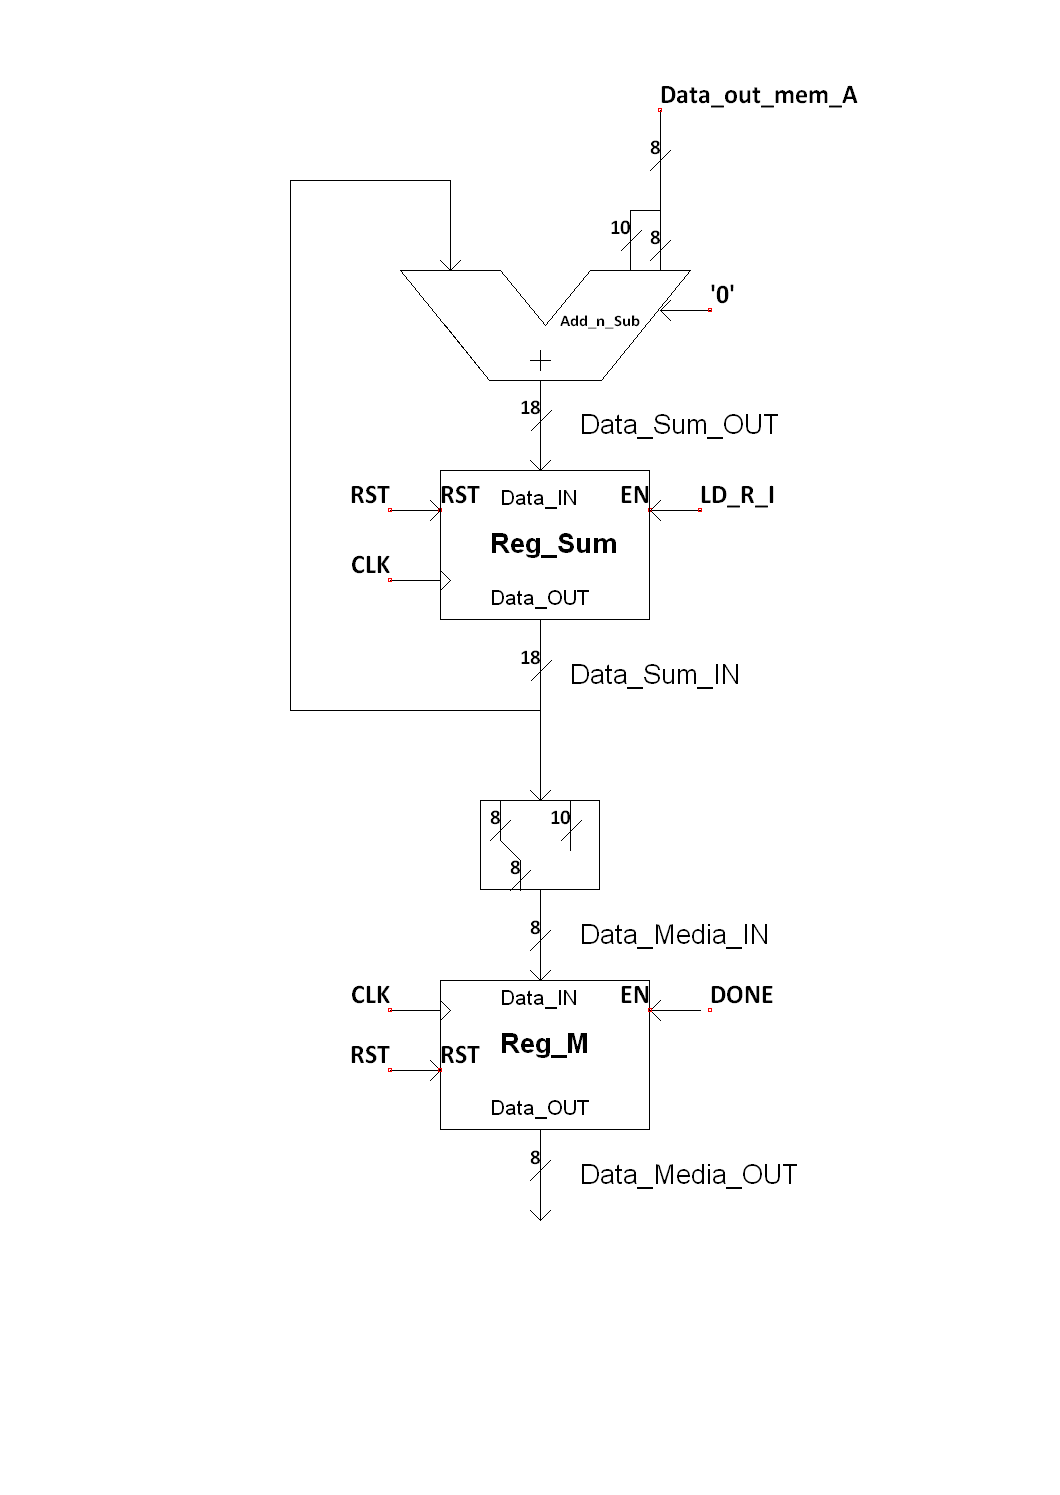 Data_out_mem_A
8
10
8
'0'
Add_n_Sub
18
Data_Sum_OUT
RST
RST
Data_IN
EN
LD_R_I
Reg_Sum
CLK
Data_OUT
18
Data_Sum_IN
8
10
8
8
Data_Media_IN
CLK
Data_IN
EN
DONE
Reg_M
RST
RST
Data_OUT
8
Data_Media_OUT